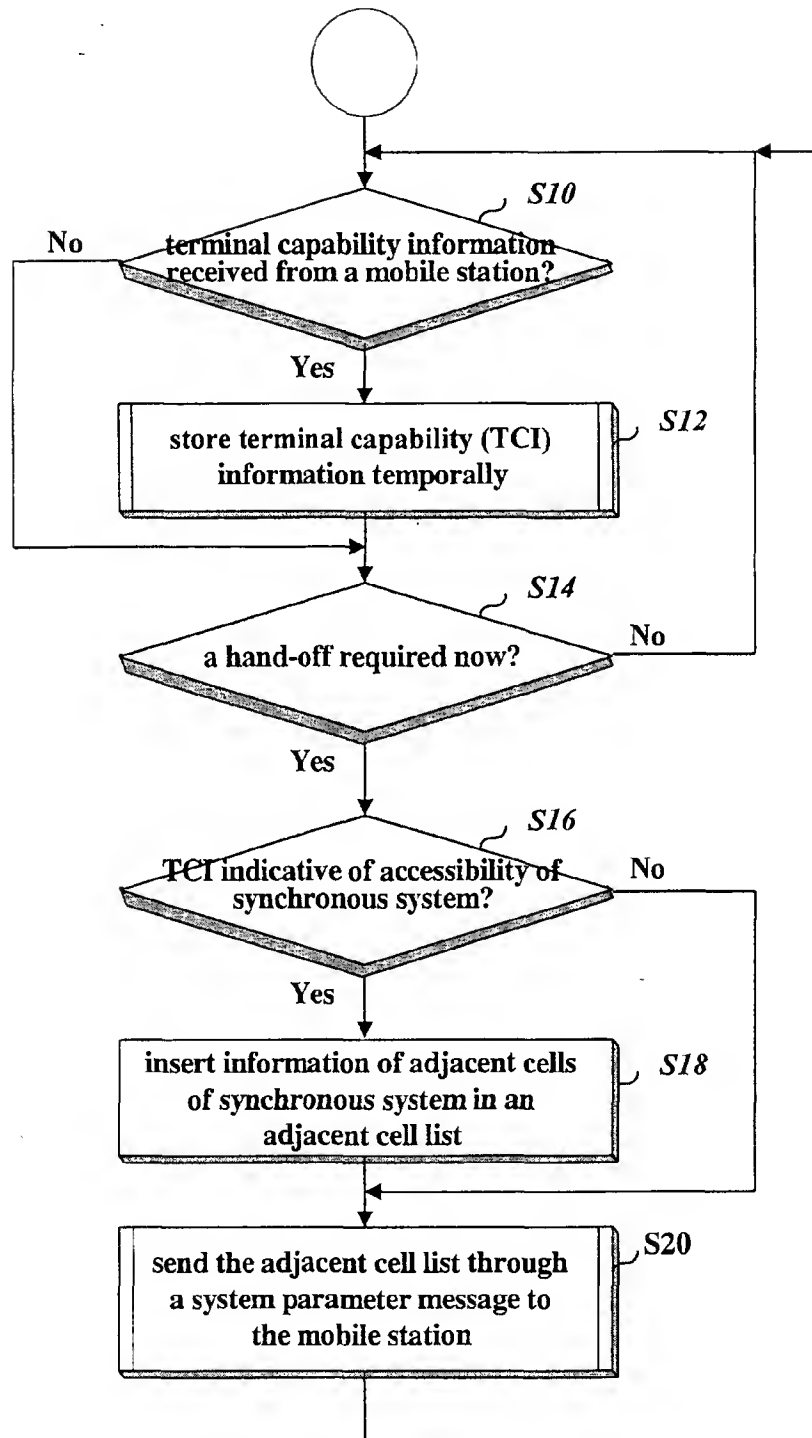 S10
No
terminal capability information
received from a mobile station?
Yes
S12
store terminal capability (TCI)
information temporally
S14
No
a hand-off required now?
Yes
S16
TCI indicative of accessibility of
synchronous system?
No
Yes
insert information of adjacent cells
of synchronous system in an
adjacent cell list
S18
send the adjacent cell list through
a system parameter message to
the mobile station
S20